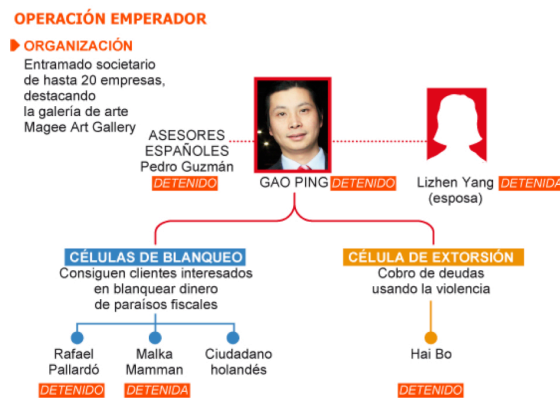 OPERACIÓN EMPERADOR
ORGANIZACIÓN
Entramado societario
de hasta 20 empresas,
destacando
la galería de arte
Magee Art Gallery
ASESORES
ESPAÑOLES
Pedro Guzmán
DETENIDO
GAO PING DETENIDO
Lizhen Yang DETENIDA
(esposa)
CÉLULAS DE BLANQUEO
Consiguen clientes interesados
en blanquear dinero
de paraísos fiscales
CÉLULA DE EXTORSIÓN
Cobro de deudas
usando la violencia
Rafael
Pallardó
DETENIDO
Malka
Mamman
DETENIDA
Ciudadano
holandés
Hai Bo
DETENIDO